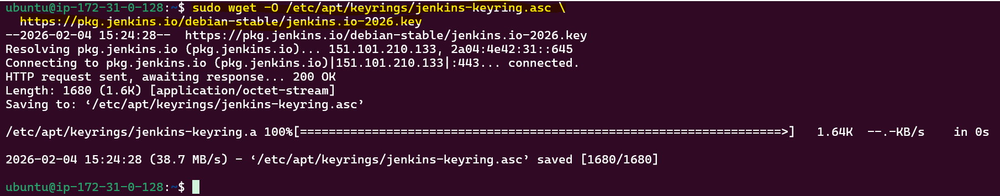 ubuntu@ip-172-31-0-128:~$ sudo wget -O /etc/apt/keyrings/jenkins-keyring.asc \
  https://pkg.jenkins.io/debian-stable/jenkins.io-2026.key
--2026-02-04 15:24:28--  https://pkg.jenkins.io/debian-stable/jenkins.io-2026.key
Resolving pkg.jenkins.io (pkg.jenkins.io)... 151.101.210.133, 2a04:4e42:31::645
Connecting to pkg.jenkins.io (pkg.jenkins.io)|151.101.210.133|:443... connected.
HTTP request sent, awaiting response... 200 OK
Length: 1680 (1.6K) [application/octet-stream]
Saving to: ‘/etc/apt/keyrings/jenkins-keyring.asc’
/etc/apt/keyrings/jenkins-keyring.a 100%[===================================================================>]   1.64K  --.-KB/s    in 0s
2026-02-04 15:24:28 (38.7 MB/s) - ‘/etc/apt/keyrings/jenkins-keyring.asc’ saved [1680/1680]
ubuntu@ip-172-31-0-128:~$